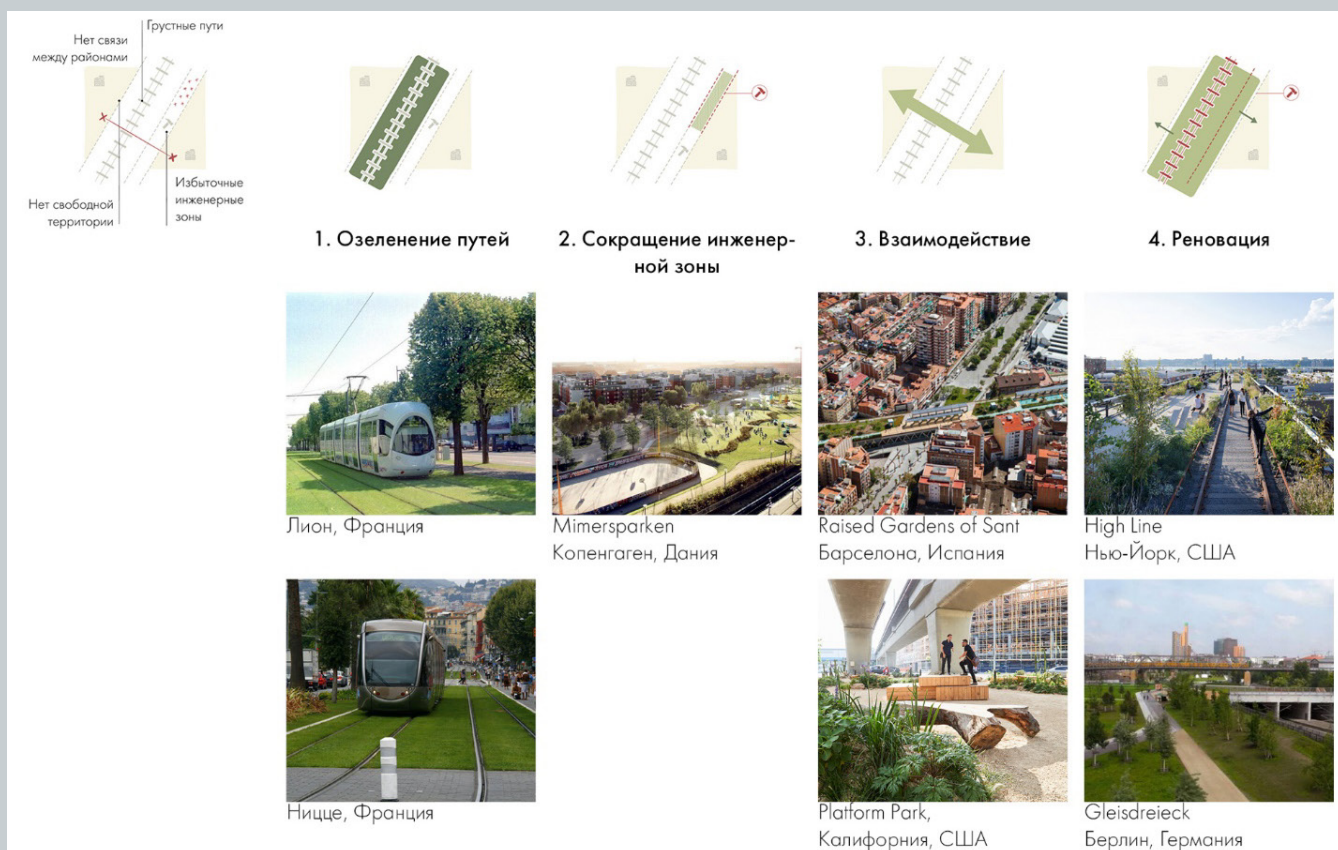 Грустные пути
Нет связи
между районами
Избыточные
инженерные
зоны
Нет свободной
территории
1. Озеленение путей
2. Сокращение инженер-
ной зоны
3. Взаимодействие
4. Реновация
Лион, Франция
Mimersparken
Копенгаген, Дания
Raised Gardens of Sant
Барселона, Испания
High Line
Нью-Йорк, США
Ницце, Франция
Platform Park,
Калифорния, США
Gleisdreieck
Берлин, Германия